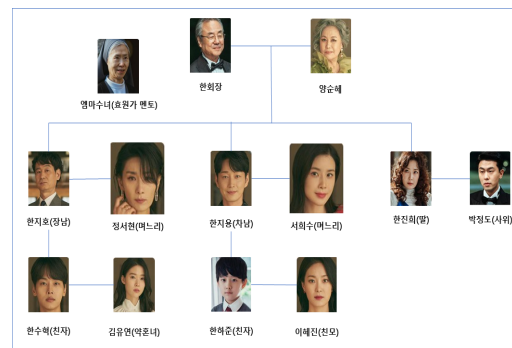 한회장
양순혜
엠마수녀(효원가 멘토)
한지호(장남)
정서현(며느리)
한지용(차남)
서희수(며느리)
한진희(딸)
박정도(사위)
한수혁(친자)
김유연(약혼녀)
한하준(친자)
이혜진(친모)